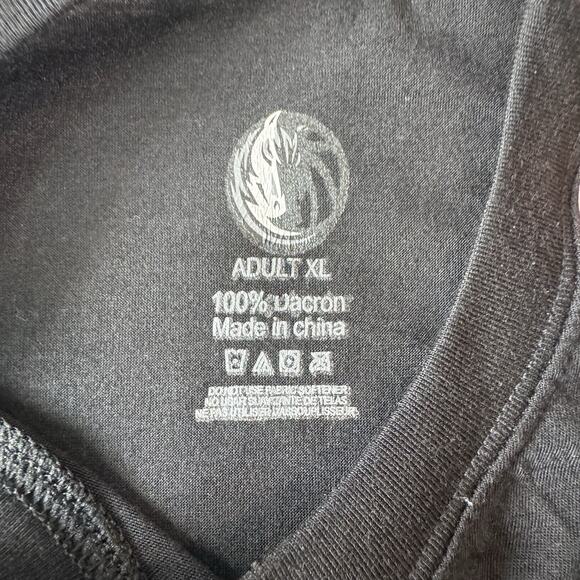 ADULT XL
100% Dacron
Made in china
DO NOT USE FABRIC SOFTENER
NO USAR SUAVIZANTE DE TELAS
NE PAS UTILISER D'ASSOUPLISSEUR